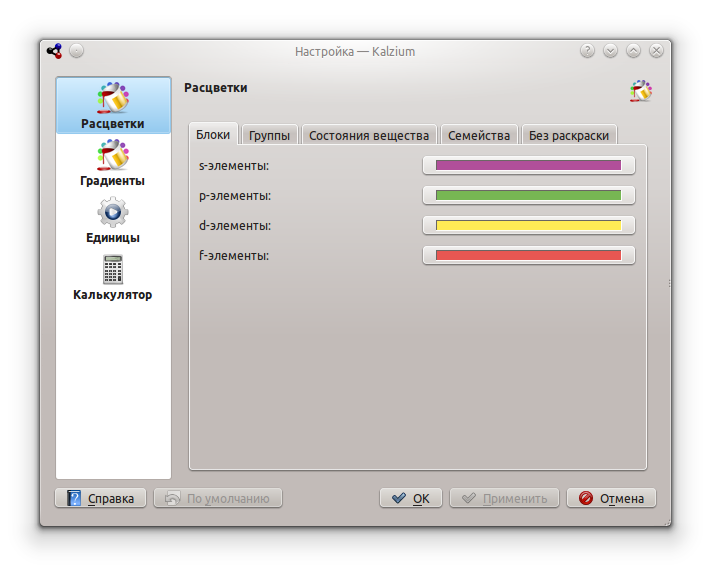 Настройка — Kalzium
Расцветки
Градиенты
Единицы
Калькулятор
Расцветки
Блоки Группы Состояния вещества Семейства Без раскраски
s-элементы:
p-элементы:
d-элементы:
f-элементы:
Справка По умолчанию OK Применить Отмена